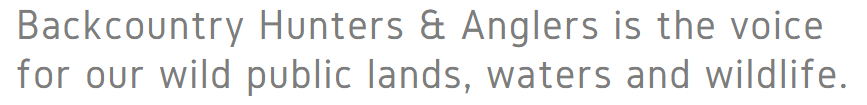 Backcountry Hunters & Anglers is the voice
for our wild public lands, waters and wildlife.